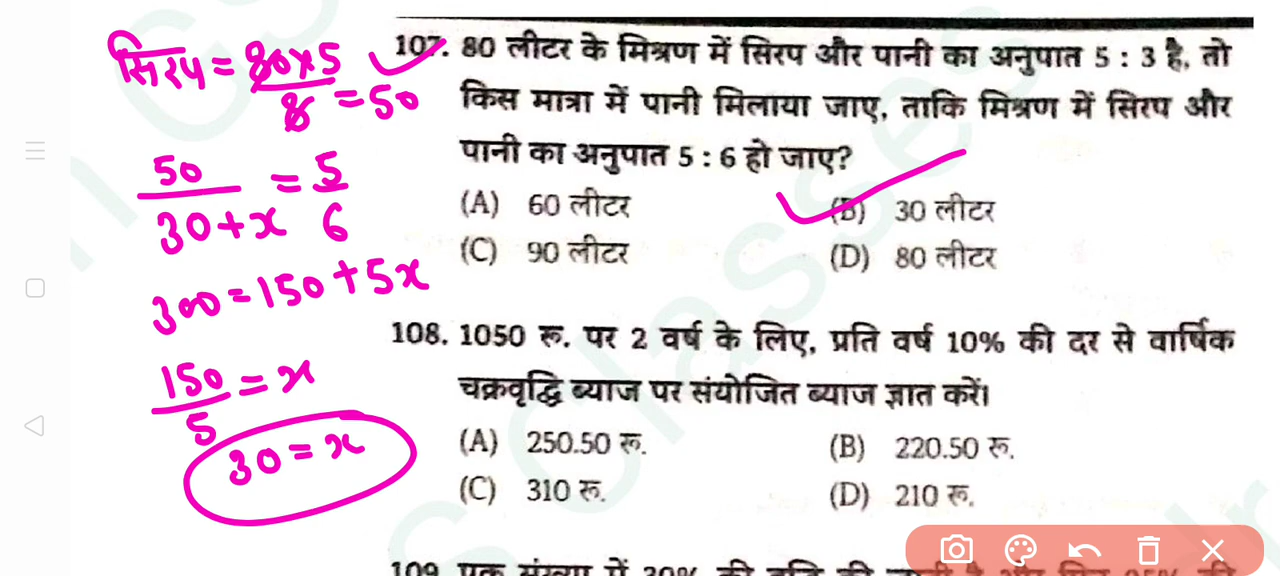 107. 80 लीटर के मिश्रण में सिरप और पानी का अनुपात 5 : 3 है, तो
किस मात्रा में पानी मिलाया जाए, ताकि मिश्रण में सिरप और
पानी का अनुपात 5 : 6 हो जाए?
(A) 60 लीटर (B) 30 लीटर
(C) 90 लीटर (D) 80 लीटर
सिरप = 80×5/8 = 50
50/30+x = 5/6
300 = 150 + 5x
150/5 = x
30 = x
108. 1050 रू. पर 2 वर्ष के लिए, प्रति वर्ष 10% की दर से वार्षिक
चक्रवृद्धि ब्याज पर संयोजित ब्याज ज्ञात करें।
(A) 250.50 रू. (B) 220.50 रू.
(C) 310 रू. (D) 210 रू.
109 एक संख्या में